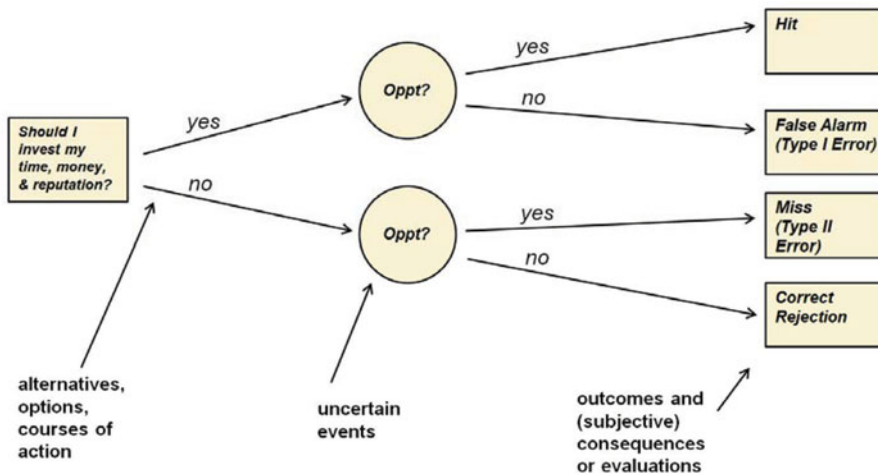 Should I
invest my
time, money,
& reputation?
yes
no
Oppt?
yes
no
Hit
False Alarm
(Type I Error)
Oppt?
yes
no
Miss
(Type II
Error)
Correct
Rejection
alternatives,
options,
courses of
action
uncertain
events
outcomes and
(subjective)
consequences
or evaluations